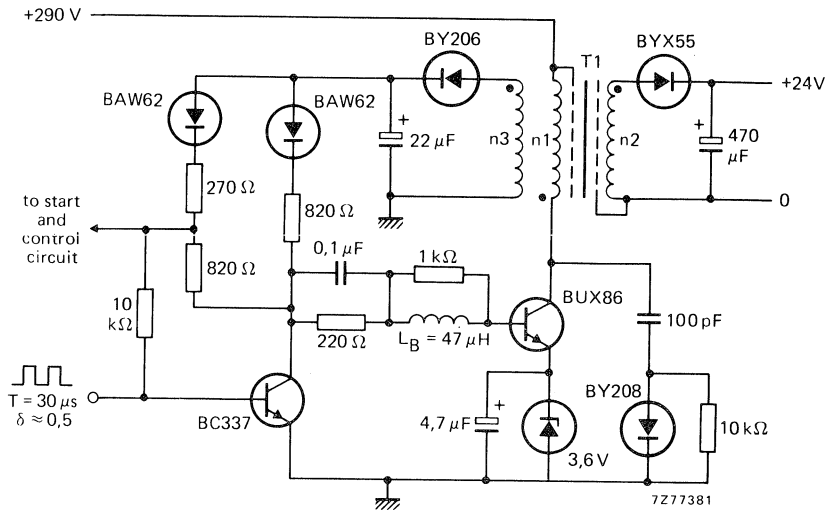 +290 V
BY206
T1
BYX55
+24V
BAW62
BAW62
+
22 µF
n3
n1
n2
+
470
µF
270 Ω
0
to start
and
control
circuit
820 Ω
820 Ω
0,1 µF
1 kΩ
10
kΩ
BUX86
100 pF
220 Ω
L_B = 47 µH
T = 30 µs
δ ≈ 0,5
BC337
+
4,7 µF
BY208
10 kΩ
3,6 V
7Z77381